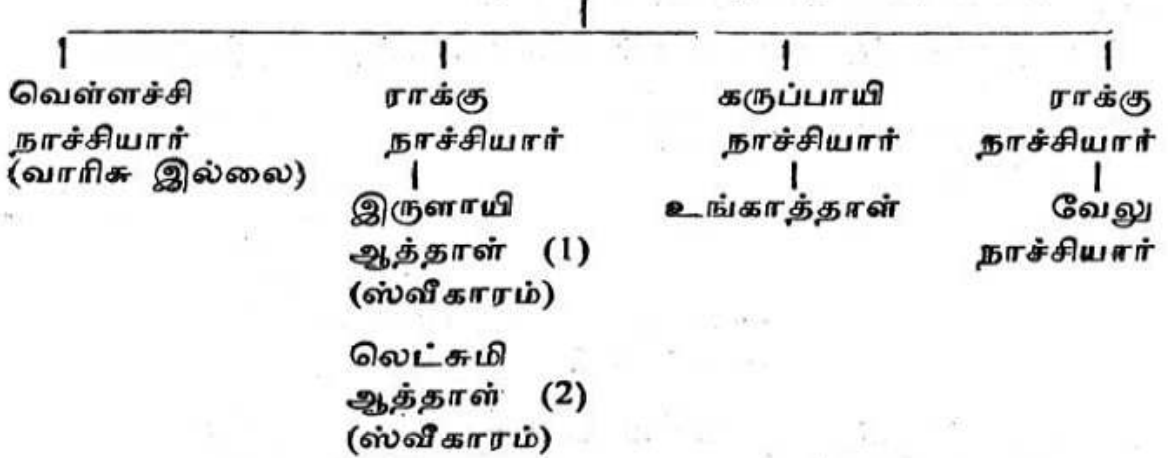 வெள்ளச்சி ராக்கு கருப்பாயி ராக்கு
நாச்சியார் நாச்சியார் நாச்சியார் நாச்சியார்
(வாரிசு இல்லை)
இருளாயி உங்காத்தாள் வேலு
ஆத்தாள் (1) நாச்சியார்
(ஸ்வீகாரம்)
லெட்சுமி
ஆத்தாள் (2)
(ஸ்வீகாரம்)